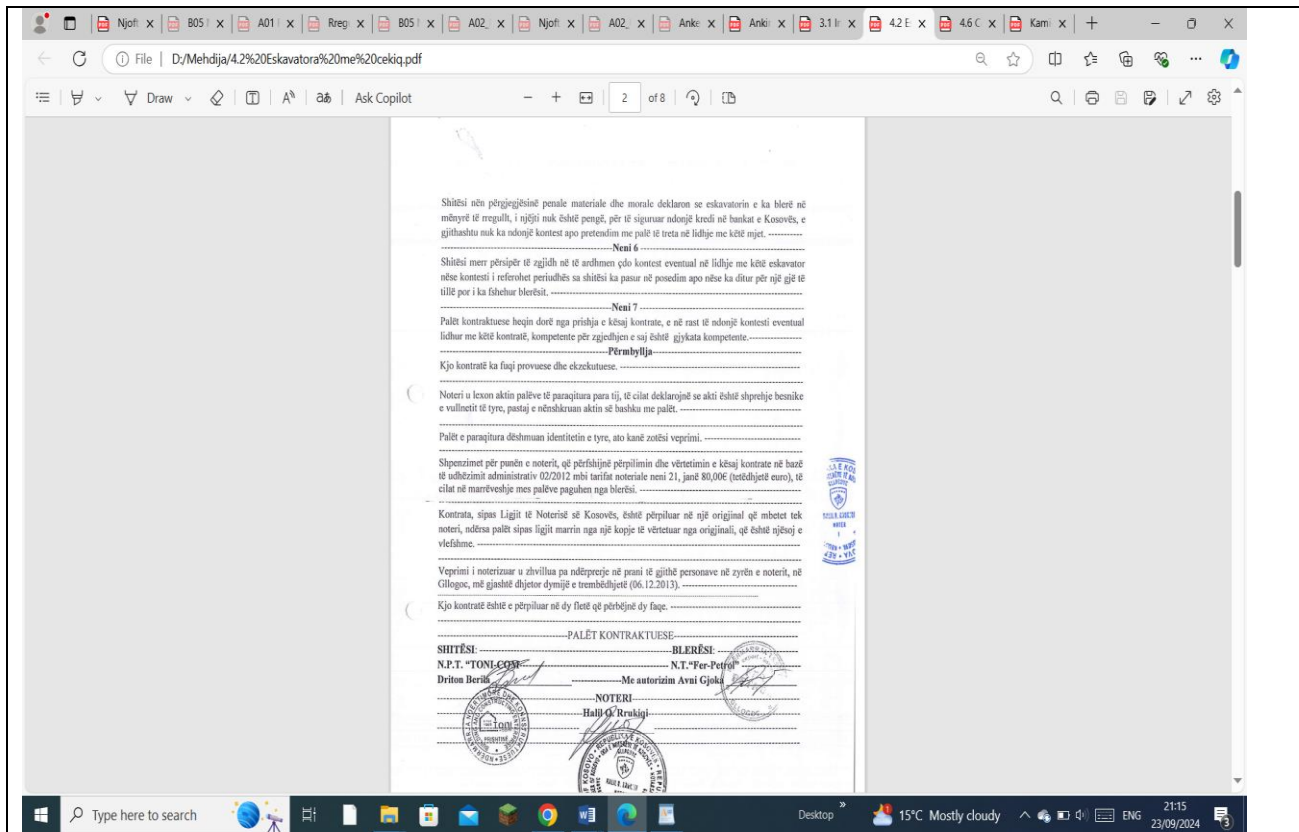 Njoft
B05
A01
Rreg
B05
A02_
Njoft
A02_
Anke
Anki
3.1 Ir
4.2 E
4.6 C
Kami
File | D:/Mehdija/4.2%20Eskavatora%20me%20cekiq.pdf
Draw
Ask Copilot
2 of 8
Shitësi nën përgjegjësinë penale materiale dhe morale deklaron se eskavatorin e ka blerë në
mënyrë të rregullt, i njëjti nuk është pengë, për të siguruar ndonjë kredi në bankat e Kosovës, e
gjithashtu nuk ka ndonjë kontest apo pretendim me palë të treta në lidhje me këtë mjet. -----------
------------------------------------------Neni 6 ----------------------------------------
Shitësi merr përsipër të zgjidh në të ardhmen çdo kontest eventual në lidhje me këtë eskavator
nëse kontesti i referohet periudhës sa shitësi ka pasur në posedim apo nëse ka ditur për një gjë të
tillë por i ka fshehur blerësit. ----------------------------------------------------------------
------------------------------------------Neni 7 ----------------------------------------
Palët kontraktuese heqin dorë nga prishja e kësaj kontrate, e në rast të ndonjë kontesti eventual
lidhur me këtë kontratë, kompetente për zgjedhjen e saj është gjykata kompetente.-----------------
------------------------------------------Përmbyllja--------------------------------------
Kjo kontratë ka fuqi provuese dhe ekzekutuese. ----------------------------------------------
Noteri u lexon aktin palëve të paraqitura para tij, të cilat deklarojnë se akti është shprehje besnike
e vullnetit të tyre, pastaj e nënshkruan aktin së bashku me palët. ------------------------------
Palët e paraqitura dëshmuan identitetin e tyre, ato kanë zotësi veprimi. ------------------------
Shpenzimet për punën e noterit, që përfshijnë përpilimin dhe vërtetimin e kësaj kontrate në bazë
të udhëzimit administrativ 02/2012 mbi tarifat noteriale neni 21, janë 80,00€ (tetëdhjetë euro), të
cilat në marrëveshje mes palëve paguhen nga blerësi. ----------------------------------------
Kontrata, sipas Ligjit të Noterisë së Kosovës, është përpiluar në një origjinal që mbetet tek
noteri, ndërsa palët sipas ligjit marrin nga një kopje të vërtetuar nga origjinali, që është njësoj e
vlefshme. --------------------------------------------------------------------------------
Veprimi i noterizuar u zhvillua pa ndërprerje në prani të gjithë personave në zyrën e noterit, në
Gllogoc, më gjashtë dhjetor dymijë e trembëdhjetë (06.12.2013). ------------------------------
Kjo kontratë është e përpiluar në dy fletë që përbëjnë dy faqe. --------------------------------
--------------------------------PALËT KONTRAKTUESE--------------------------------
SHITËSI: ------------------------------------------------BLERËSI: --------------------
N.P.T. "TONI-COM"---------------------------------- N.T."Fer-Petrol" ----------------
Driton Berila --------------------Me autorizim Avni Gjoka
----------------------------------------NOTERI----------------------------------------
------------------------------------Halil Q. Rrukiqi------------------------------------
Toni
PRISHTINË
Type here to search
Desktop
15°C Mostly cloudy
ENG
21:15
23/09/2024
3